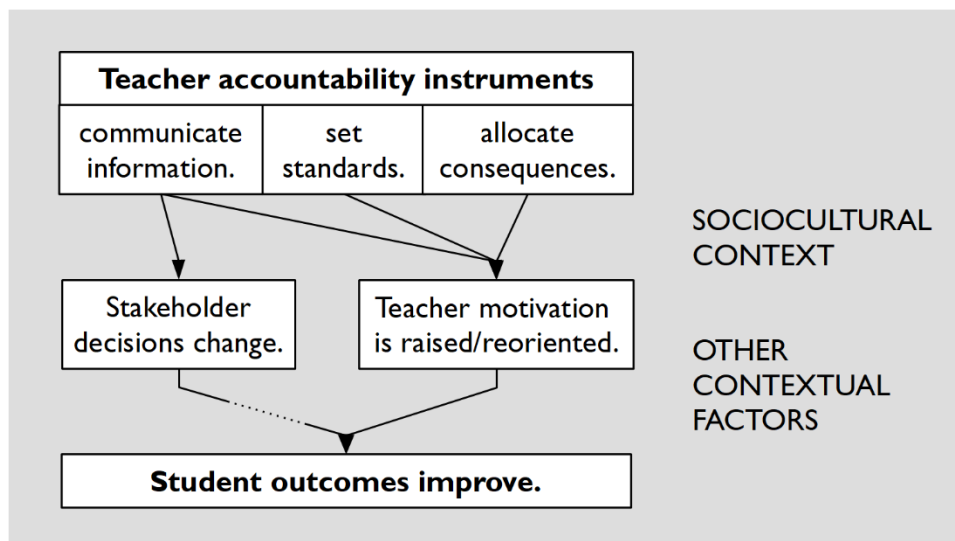 Teacher accountability instruments
communicate
information.
set
standards.
allocate
consequences.
SOCIOCULTURAL
CONTEXT
Stakeholder
decisions change.
Teacher motivation
is raised/reoriented.
OTHER
CONTEXTUAL
FACTORS
Student outcomes improve.